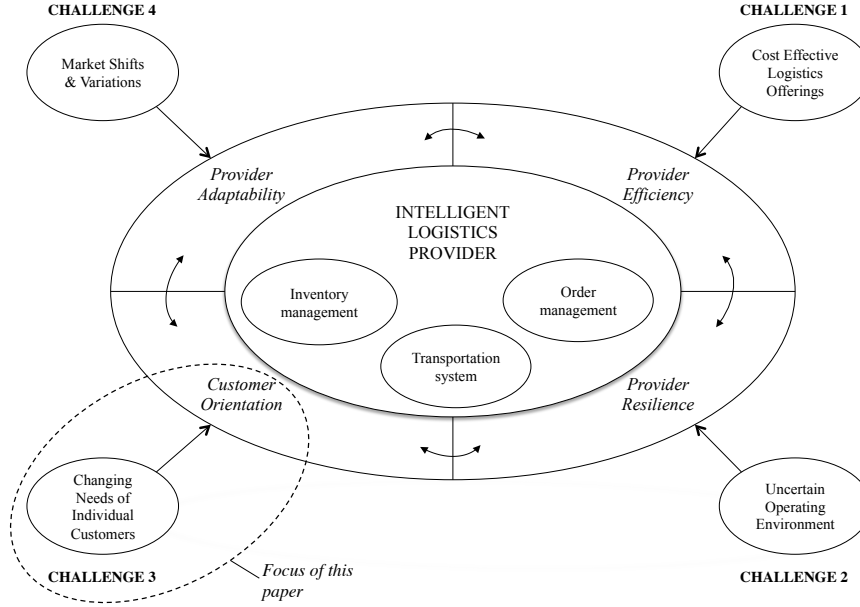 CHALLENGE 4
Market Shifts
& Variations
CHALLENGE 1
Cost Effective
Logistics
Offerings
Provider
Adaptability
Provider
Efficiency
INTELLIGENT
LOGISTICS
PROVIDER
Inventory
management
Order
management
Transportation
system
Customer
Orientation
Provider
Resilience
Changing
Needs of
Individual
Customers
CHALLENGE 3
Focus of this
paper
Uncertain
Operating
Environment
CHALLENGE 2